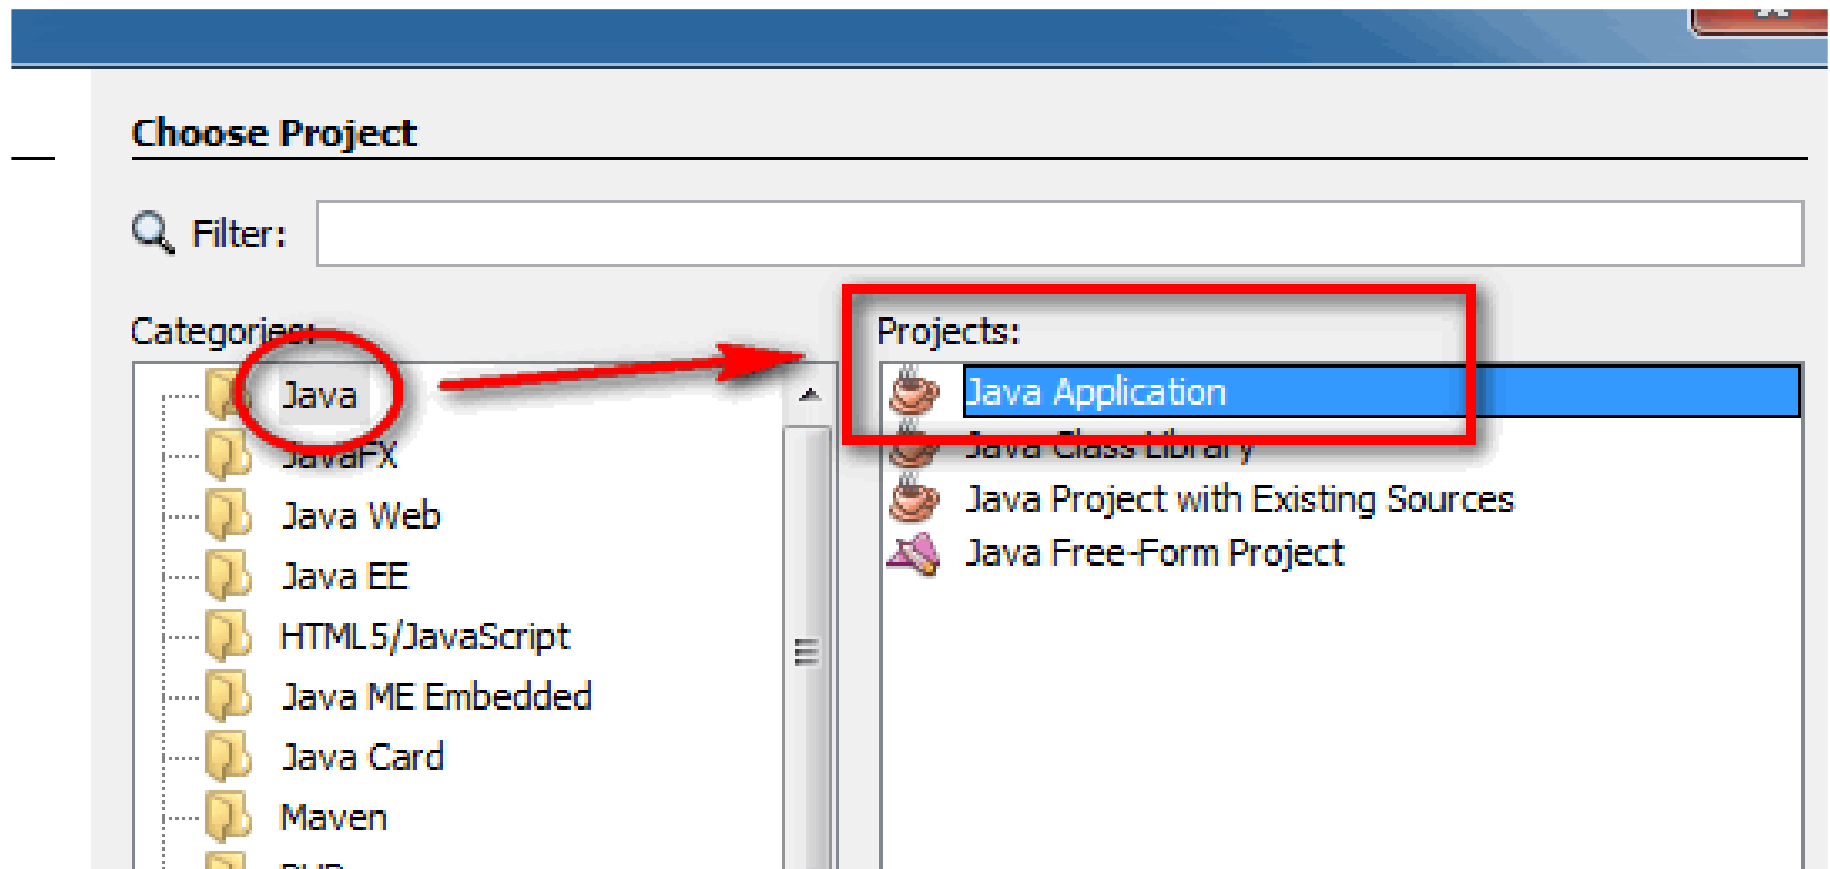 Choose Project
Filter:
Categories:
Projects:
Java
JavaFX
Java Web
Java EE
HTML5/JavaScript
Java ME Embedded
Java Card
Maven
Java Application
Java Class Library
Java Project with Existing Sources
Java Free-Form Project